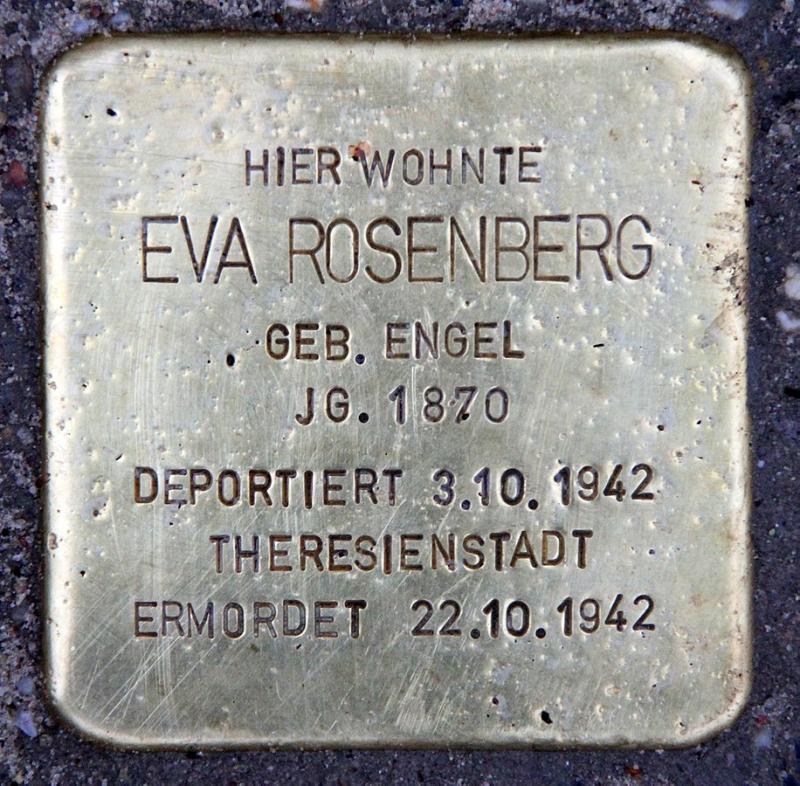 HIER WOHNTE
EVA ROSENBERG
GEB. ENGEL
JG. 1870
DEPORTIERT 3.10.1942
THERESIENSTADT
ERMORDET 22.10.1942